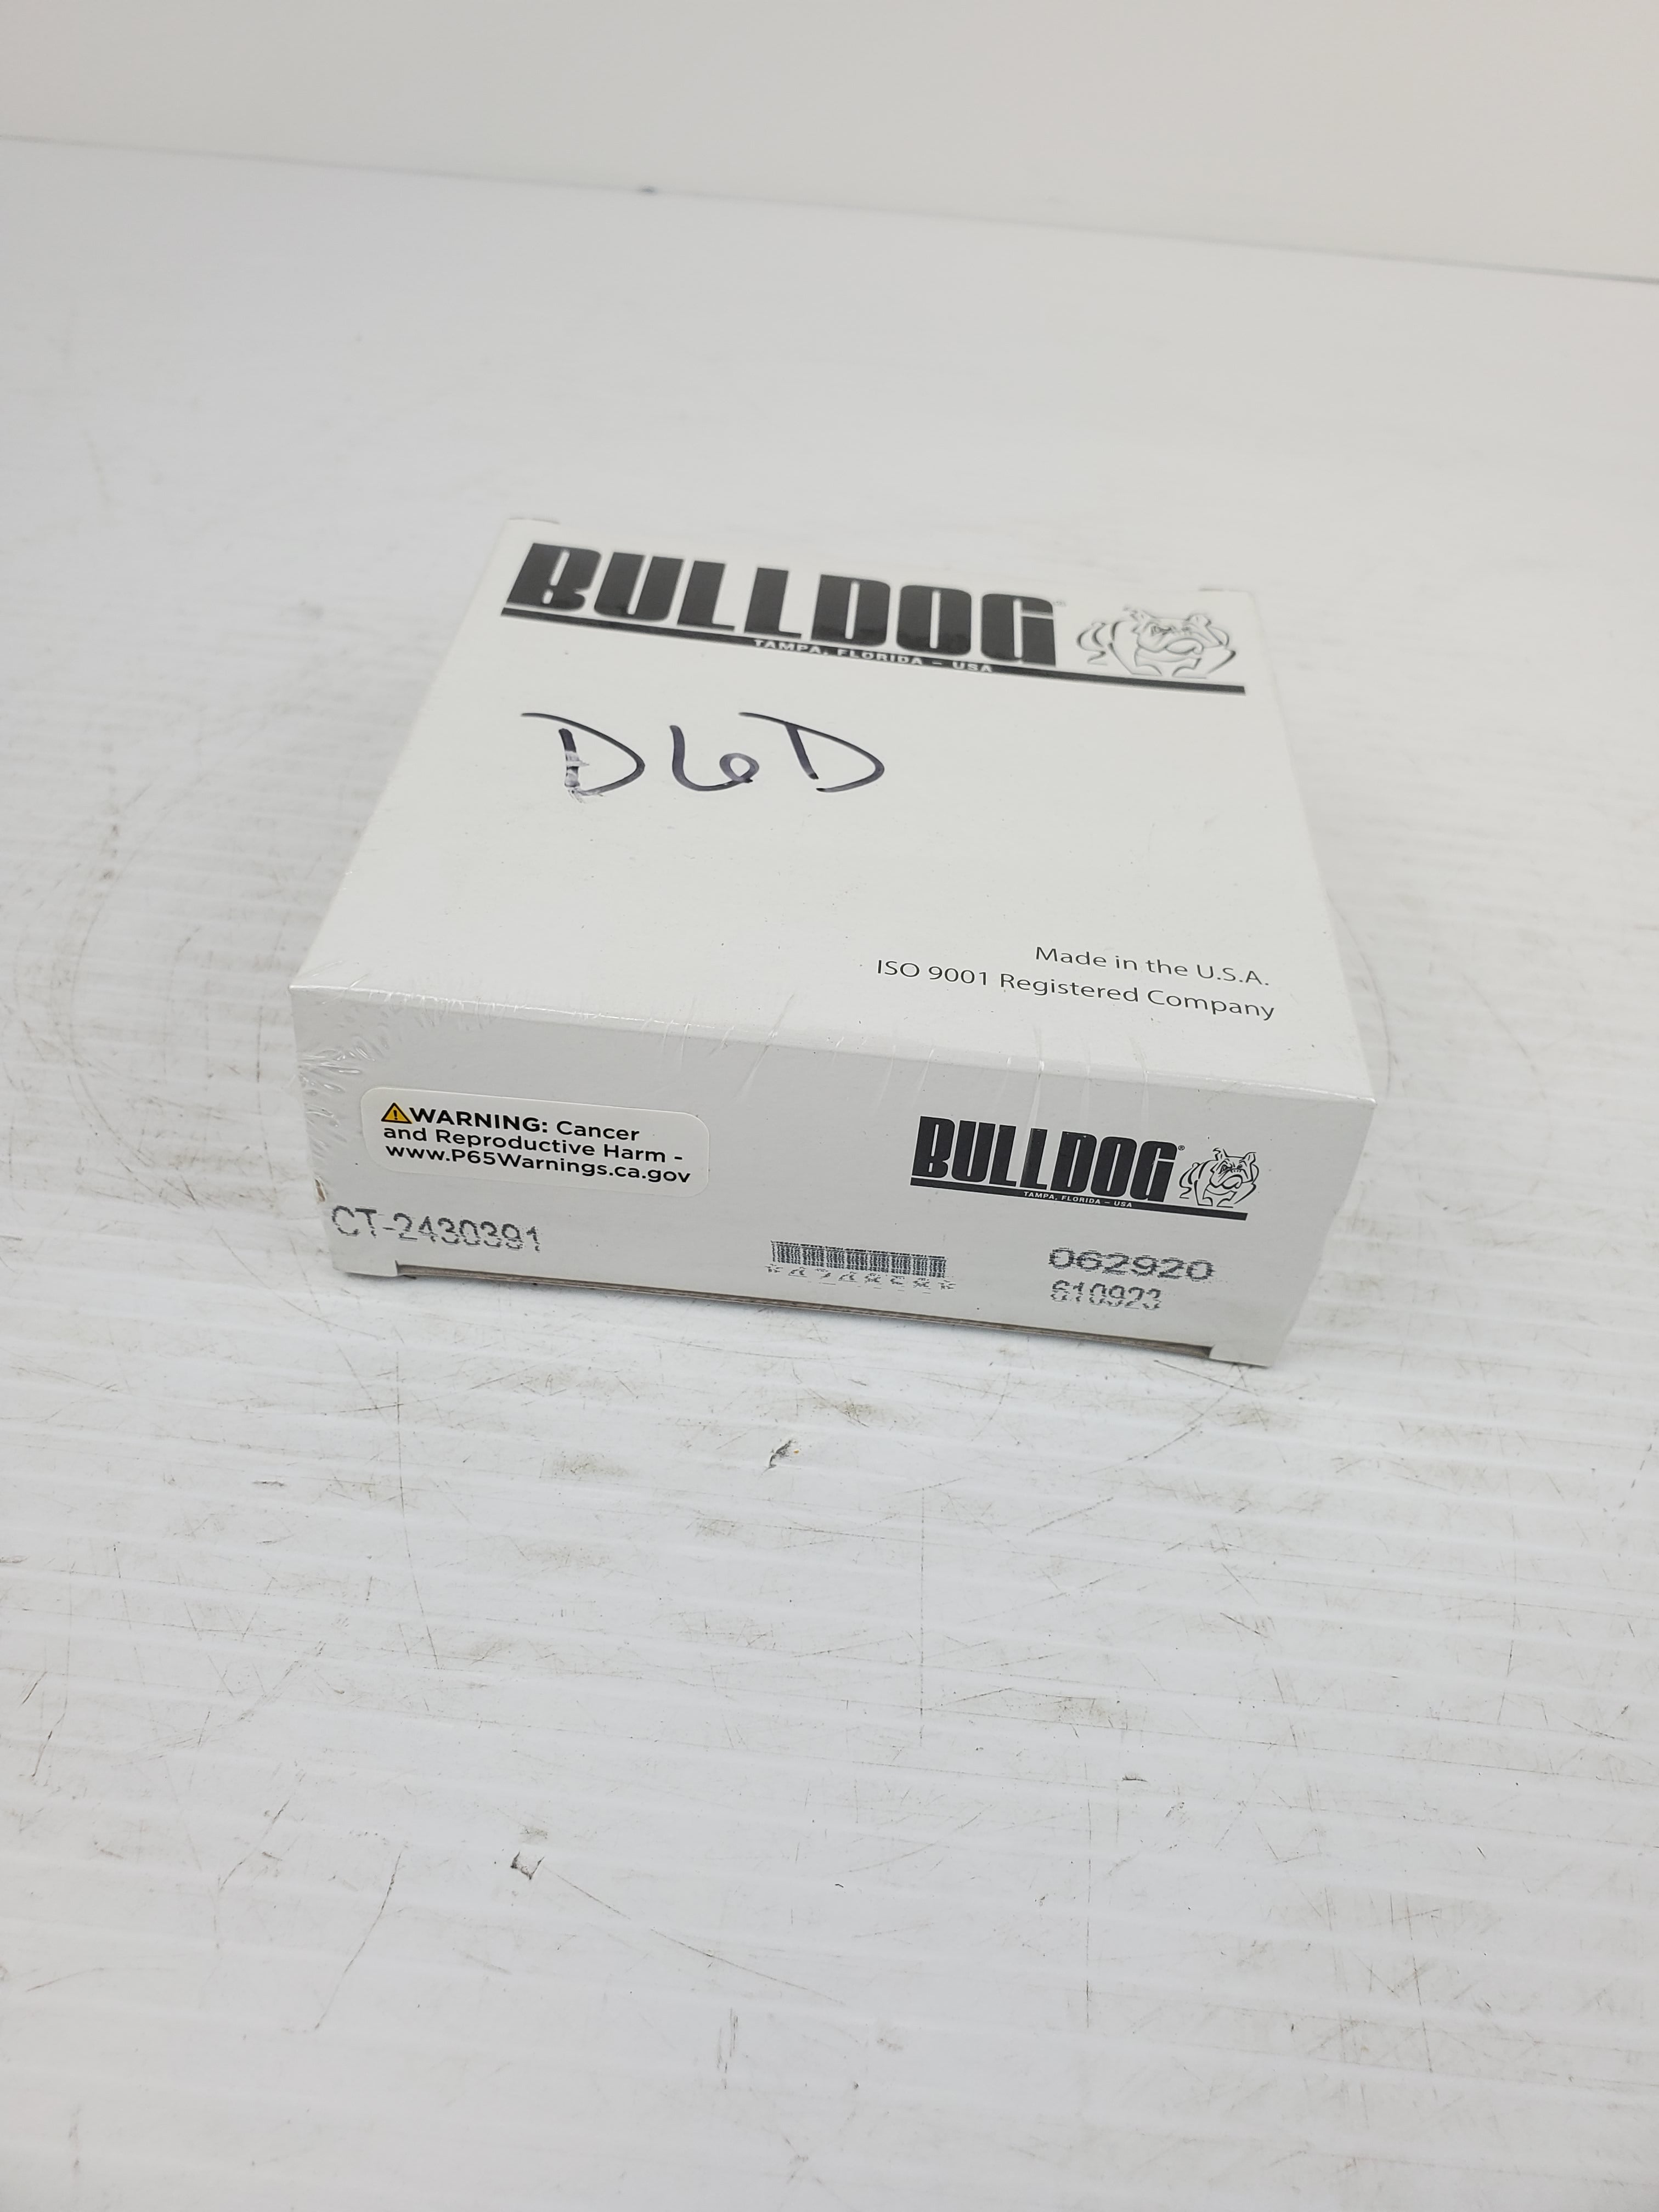 BULLDOG®
TAMPA, FLORIDA – USA
D6D
Made in the U.S.A.
ISO 9001 Registered Company
⚠WARNING: Cancer
and Reproductive Harm -
www.P65Warnings.ca.gov
BULLDOG®
TAMPA, FLORIDA – USA
CT-2430391
062920
610923